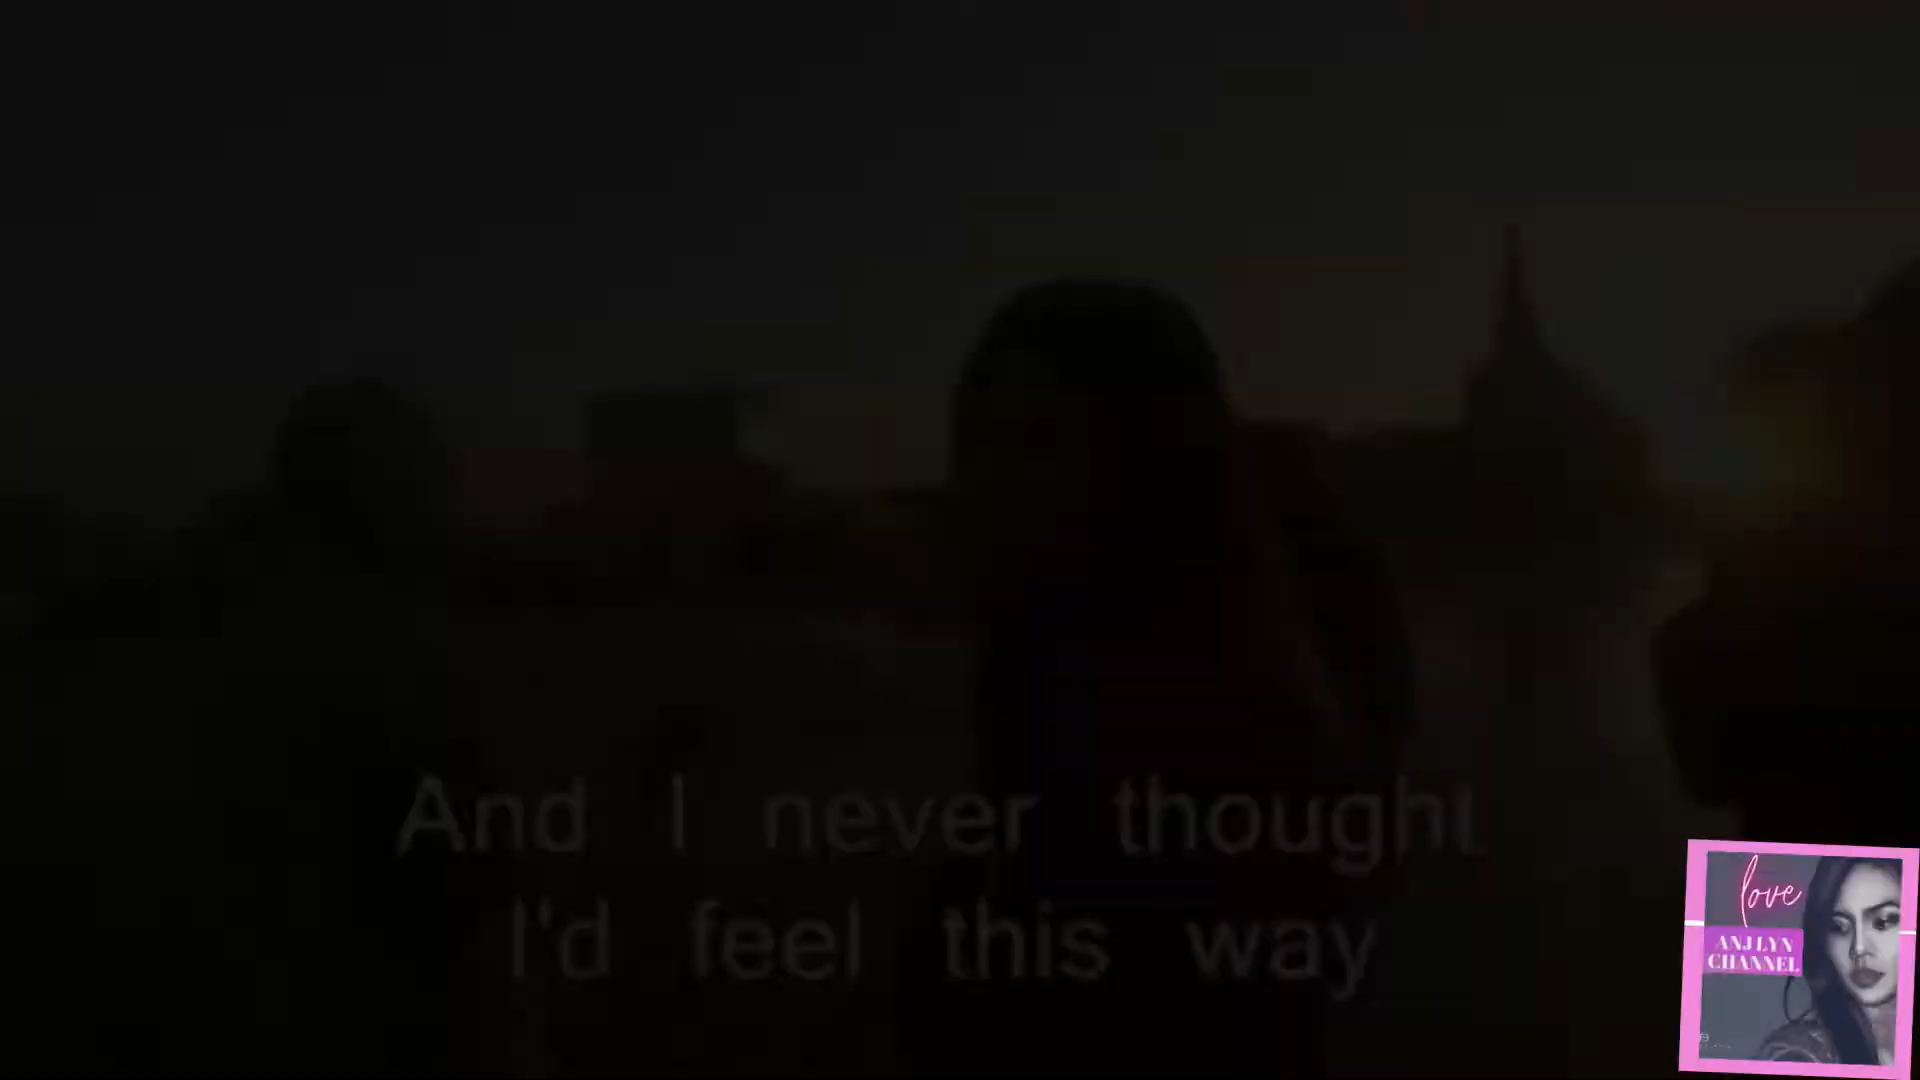 And I never thought
I'd feel this way
love
ANJ LYN
CHANNEL